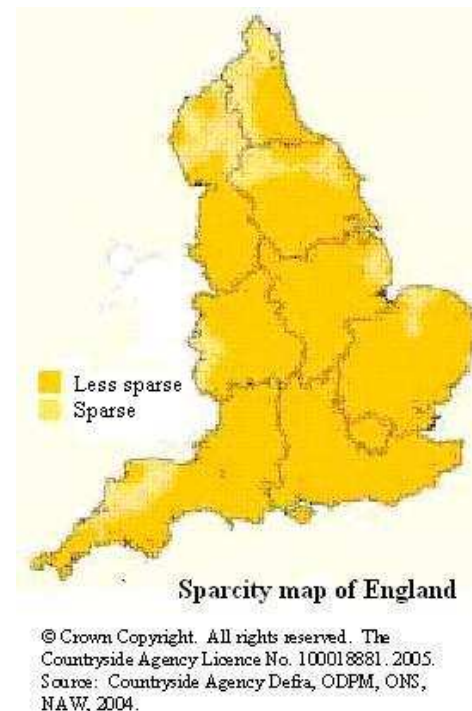 Less sparse
Sparse
Sparcity map of England
© Crown Copyright. All rights reserved. The
Countryside Agency Licence No. 100018881. 2005.
Source: Countryside Agency Defra, ODPM, ONS,
NAW, 2004.